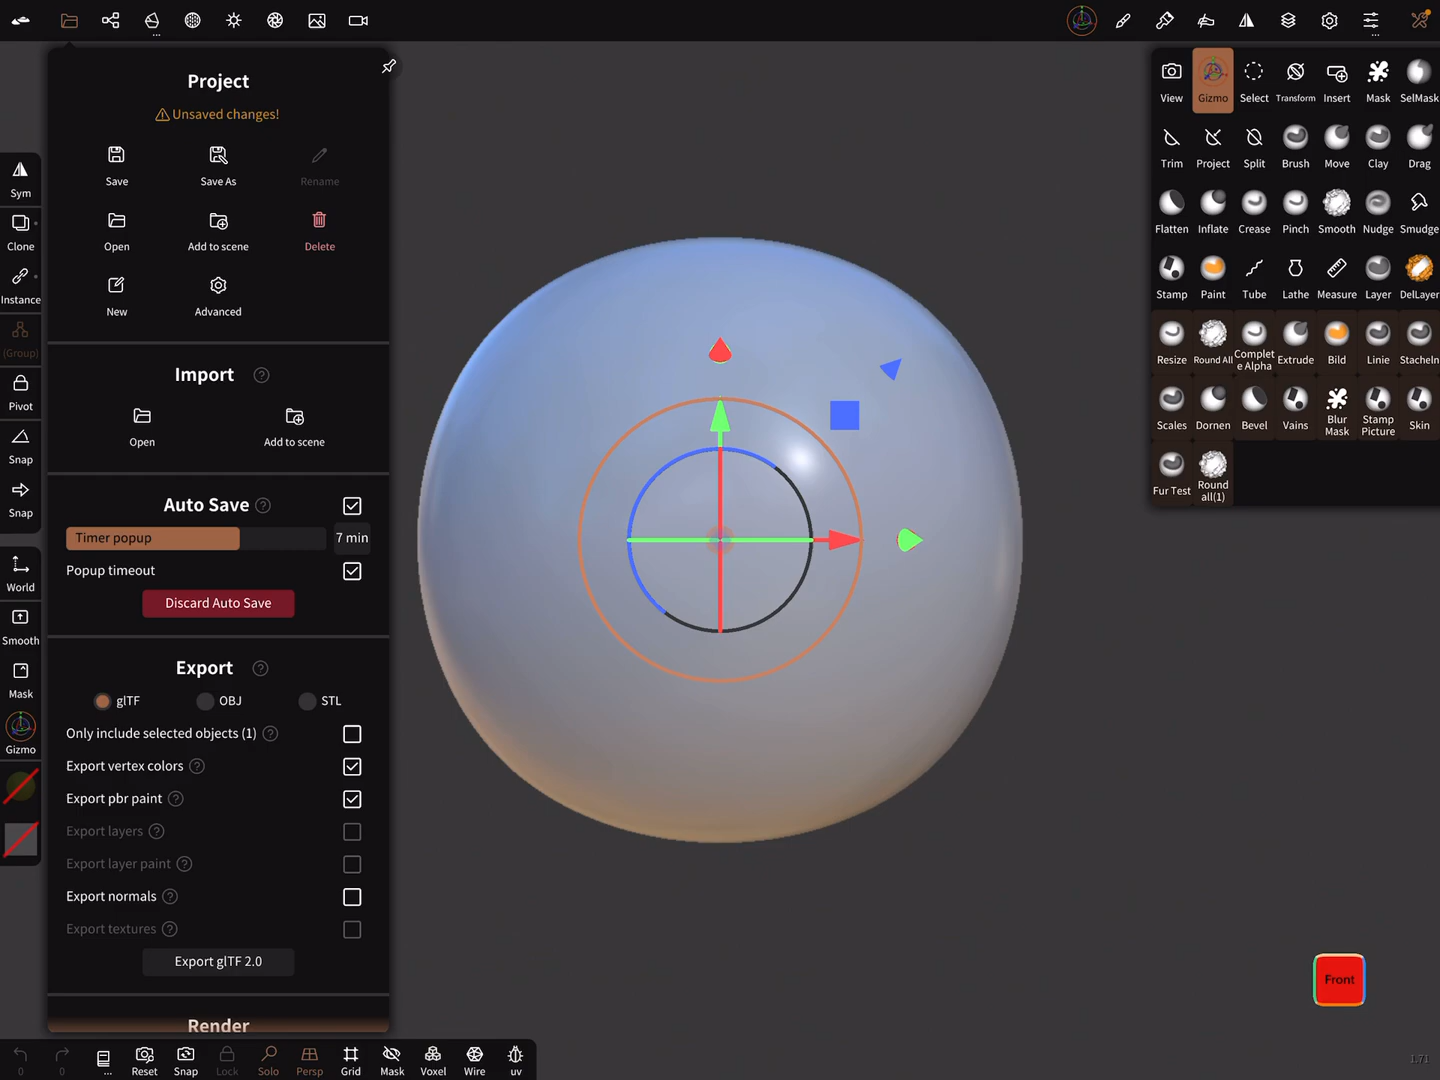 Project
Unsaved changes!
Save
Save As
Rename
Open
Add to scene
Delete
New
Advanced
Import
Open
Add to scene
Auto Save
Timer popup
7 min
Popup timeout
Discard Auto Save
Export
glTF
OBJ
STL
Only include selected objects (1)
Export vertex colors
Export pbr paint
Export layers
Export layer paint
Export normals
Export textures
Export glTF 2.0
Render
Sym
Clone
Instance
(Group)
Pivot
Snap
Snap
World
Smooth
Mask
Gizmo
View
Gizmo
Select
Transform
Insert
Mask
SelMask
Trim
Project
Split
Brush
Move
Clay
Drag
Flatten
Inflate
Crease
Pinch
Smooth
Nudge
Smudge
Stamp
Paint
Tube
Lathe
Measure
Layer
DelLayer
Resize
Round All
Complet
e Alpha
Extrude
Bild
Linie
Stacheln
Scales
Dornen
Bevel
Vains
Blur
Mask
Stamp
Picture
Skin
Fur Test
Round
all(1)
Front
0
0
...
Reset
Snap
Lock
Solo
Persp
Grid
Mask
Voxel
Wire
uv
1.71